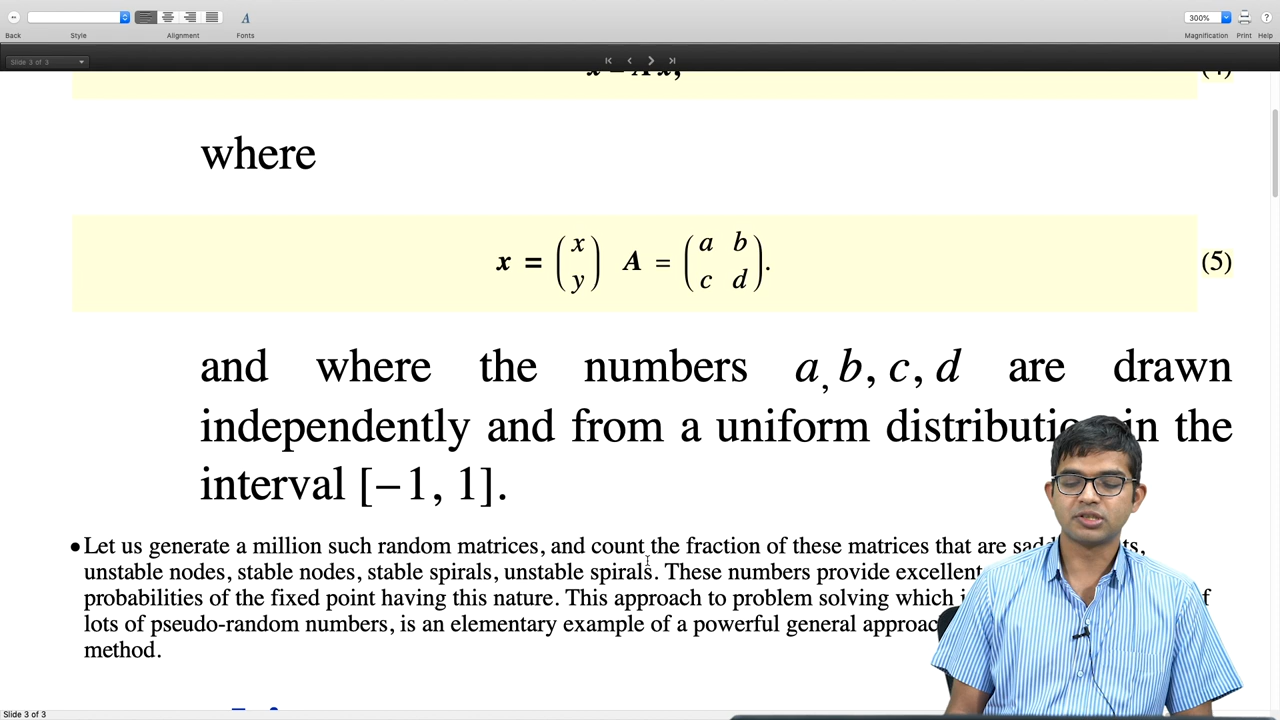 300%
Back Style Alignment Fonts Magnification Print Help
Slide 3 of 3
where
x = ( x y ) A = ( a b c d ). (5)
and where the numbers a, b, c, d are drawn
independently and from a uniform distribution in the
interval [−1, 1].
• Let us generate a million such random matrices, and count the fraction of these matrices that are
unstable nodes, stable nodes, stable spirals, unstable spirals. These numbers provide excellent
probabilities of the fixed point having this nature. This approach to problem solving which of
lots of pseudo-random numbers, is an elementary example of a powerful general
method.
Slide 3 of 3